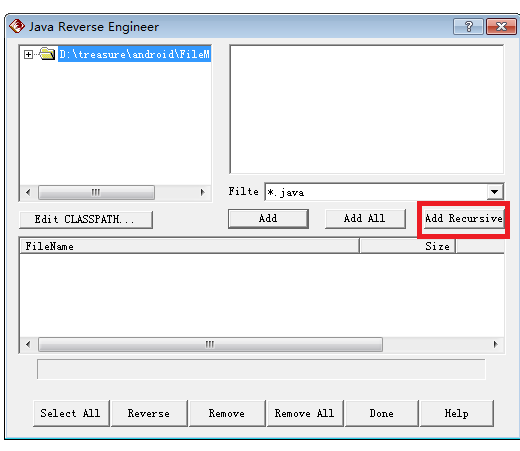 Java Reverse Engineer
D:\treasure\android\FileM
Filte *.java
Edit CLASSPATH... Add Add All Add Recursive
FileName Size
Select All Reverse Remove Remove All Done Help